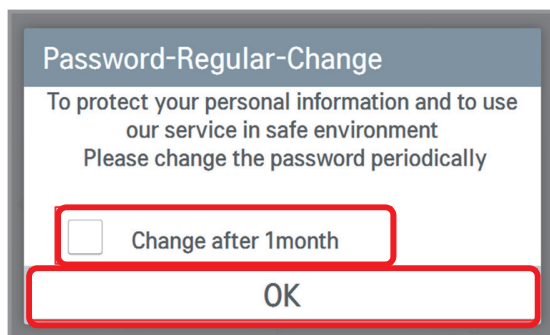 Password-Regular-Change
To protect your personal information and to use
our service in safe environment
Please change the password periodically
Change after 1month
OK